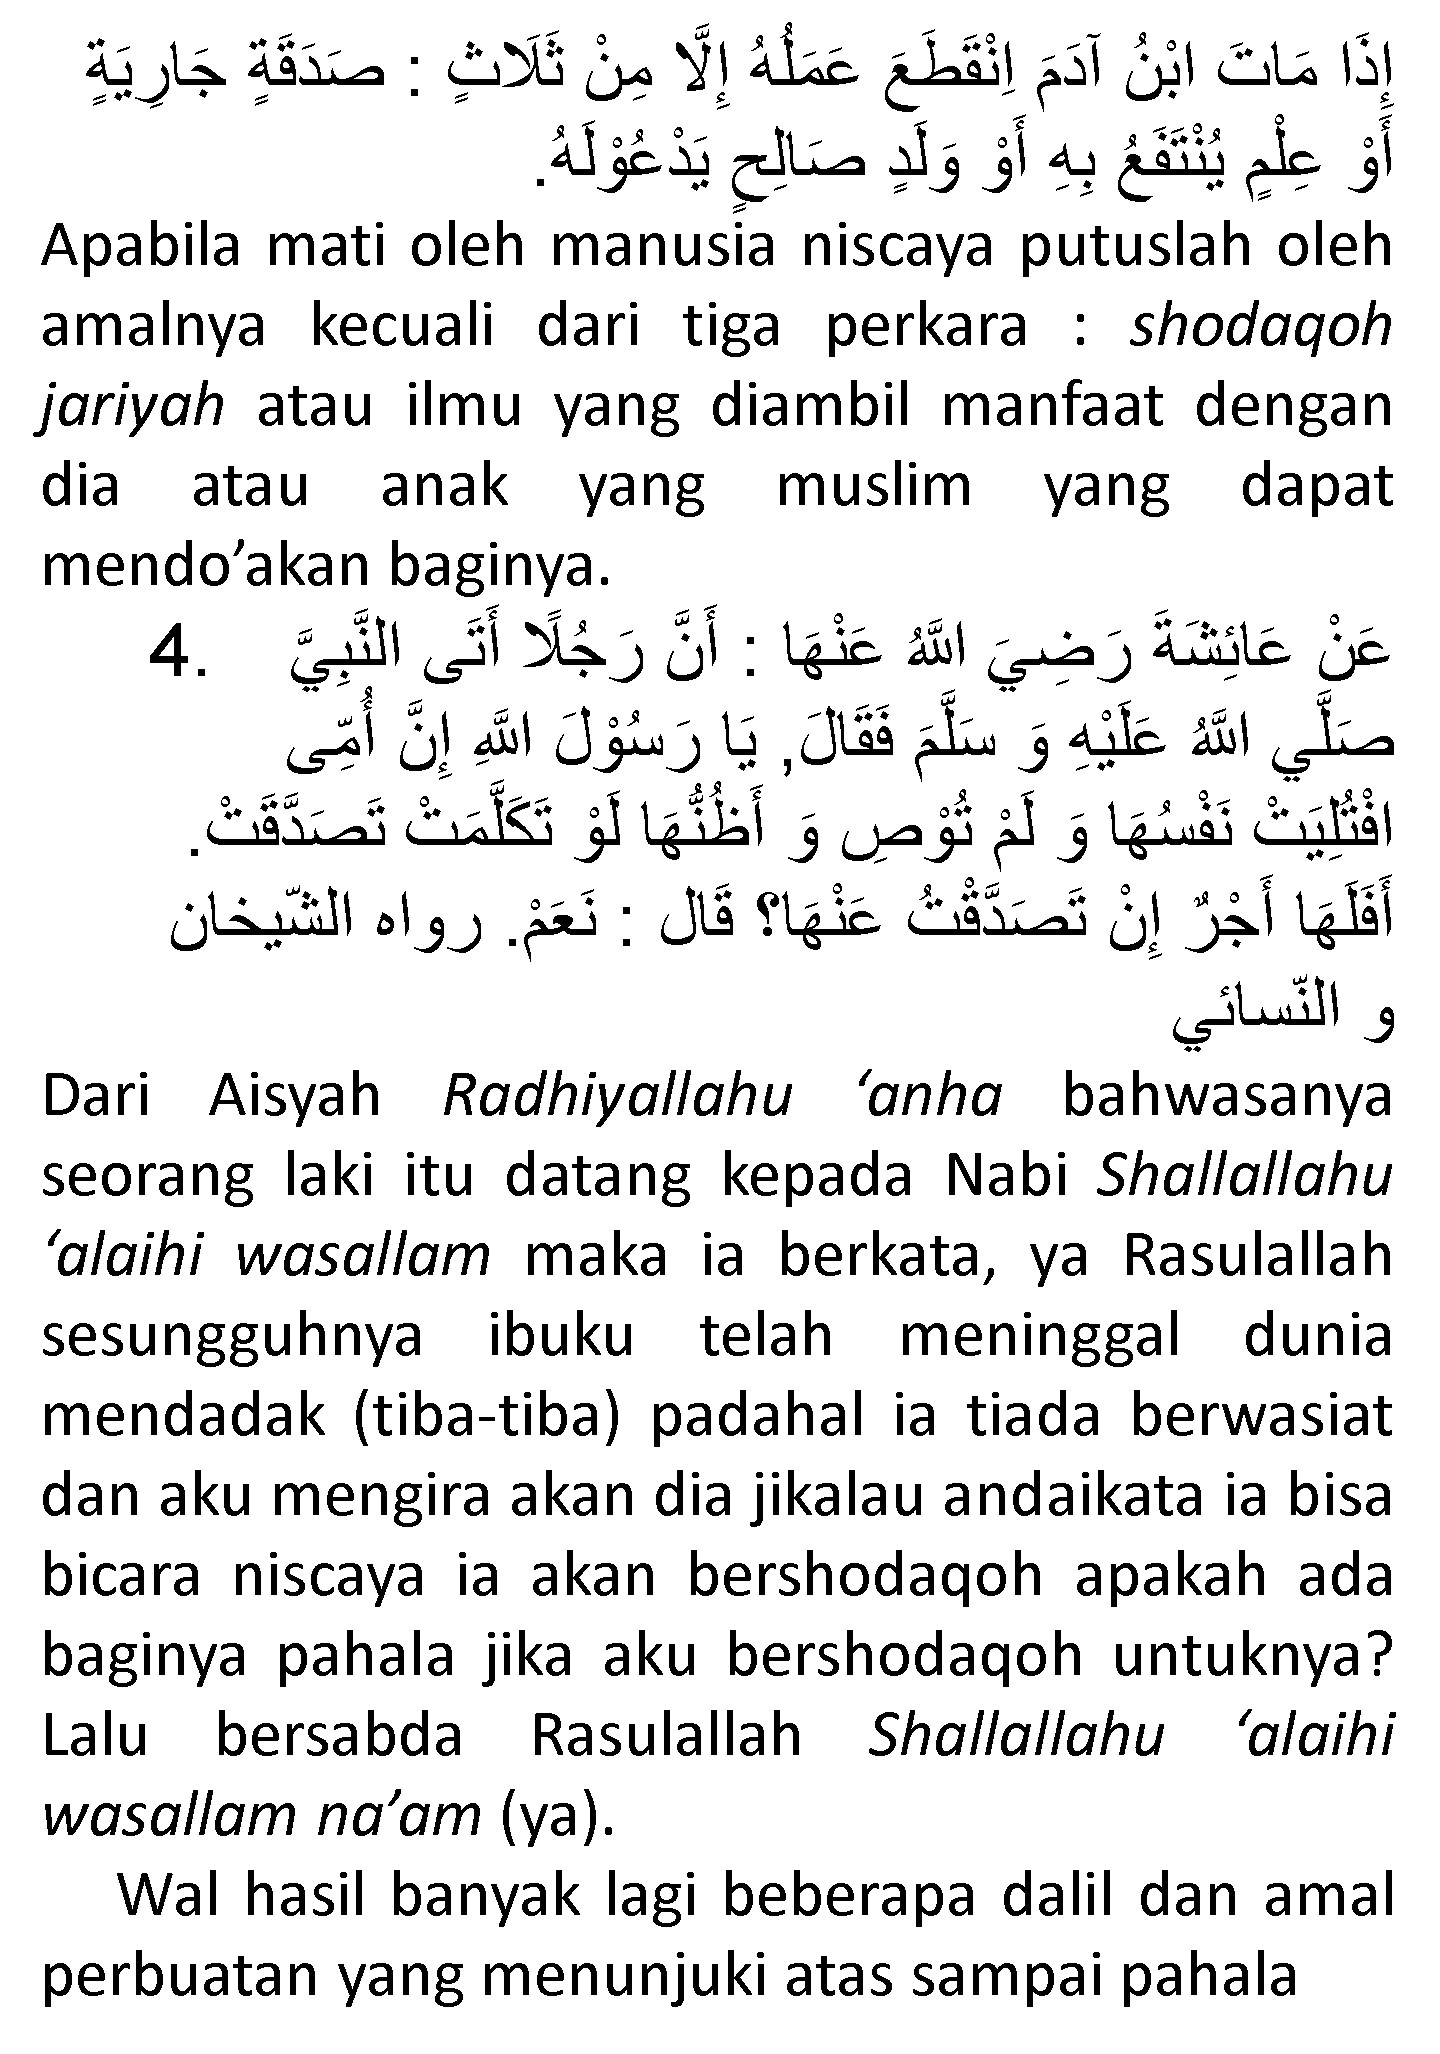 إِذَا مَاتَ ابْنُ آدَمَ اِنْقَطَعَ عَمَلُهُ إِلَّا مِنْ ثَلَاثٍ : صَدَقَةٍ جَارِيَةٍ
أَوْ عِلْمٍ يُنْتَفَعُ بِهِ أَوْ وَلَدٍ صَالِحٍ يَدْعُوْلَهُ.
Apabila mati oleh manusia niscaya putuslah oleh
amalnya kecuali dari tiga perkara : shodaqoh
jariyah atau ilmu yang diambil manfaat dengan
dia atau anak yang muslim yang dapat
mendo’akan baginya.
4. عَنْ عَائِشَةَ رَضِيَ اللَّهُ عَنْهَا : أَنَّ رَجُلًا أَتَى النَّبِيَّ
صَلَّي اللَّهُ عَلَيْهِ وَ سَلَّمَ فَقَالَ, يَا رَسُوْلَ اللَّهِ إِنَّ أُمِّى
افْتُلِيَتْ نَفْسُهَا وَ لَمْ تُوْصِ وَ أَظُنُّهَا لَوْ تَكَلَّمَتْ تَصَدَّقَتْ.
أَفَلَهَا أَجْرٌ إِنْ تَصَدَّقْتُ عَنْهَا؟ قَال : نَعَمْ. رواه الشّيخان
و النّسائي
Dari Aisyah Radhiyallahu ‘anha bahwasanya
seorang laki itu datang kepada Nabi Shallallahu
‘alaihi wasallam maka ia berkata, ya Rasulallah
sesungguhnya ibuku telah meninggal dunia
mendadak (tiba-tiba) padahal ia tiada berwasiat
dan aku mengira akan dia jikalau andaikata ia bisa
bicara niscaya ia akan bershodaqoh apakah ada
baginya pahala jika aku bershodaqoh untuknya?
Lalu bersabda Rasulallah Shallallahu ‘alaihi
wasallam na’am (ya).
Wal hasil banyak lagi beberapa dalil dan amal
perbuatan yang menunjuki atas sampai pahala